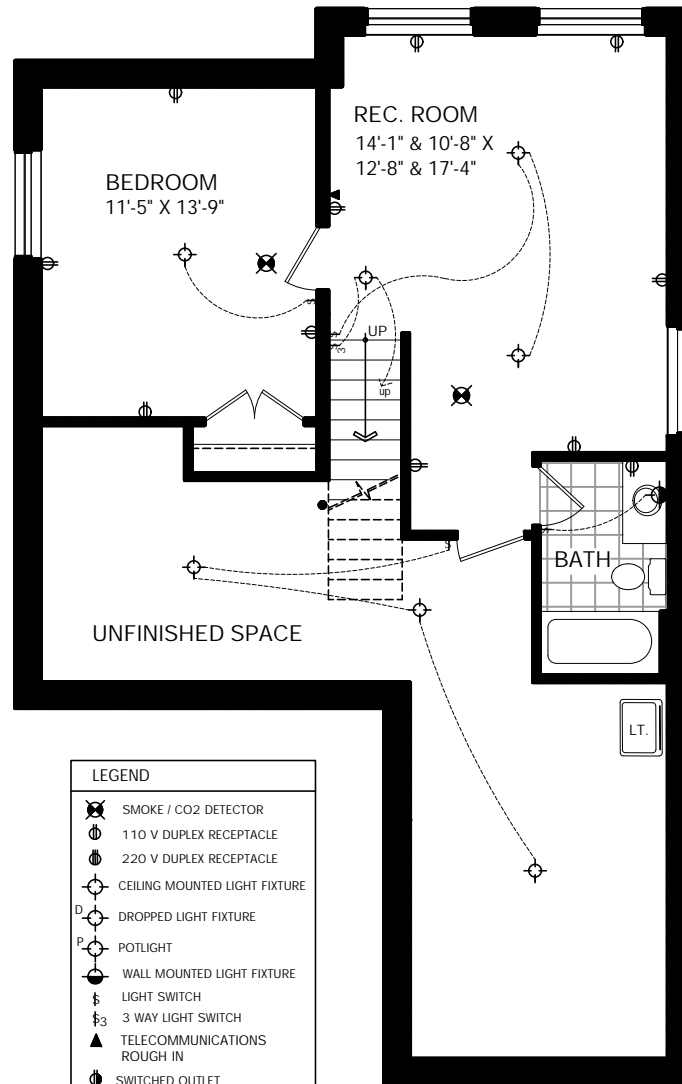 REC. ROOM
14'-1" & 10'-8" X
12'-8" & 17'-4"
BEDROOM
11'-5" X 13'-9"
S
S
S3
UP
up
S
S
BATH
UNFINISHED SPACE
LT.
LEGEND
SMOKE / CO2 DETECTOR
110 V DUPLEX RECEPTACLE
220 V DUPLEX RECEPTACLE
CEILING MOUNTED LIGHT FIXTURE
D DROPPED LIGHT FIXTURE
P POTLIGHT
WALL MOUNTED LIGHT FIXTURE
S LIGHT SWITCH
S3 3 WAY LIGHT SWITCH
TELECOMMUNICATIONS
ROUGH IN
SWITCHED OUTLET